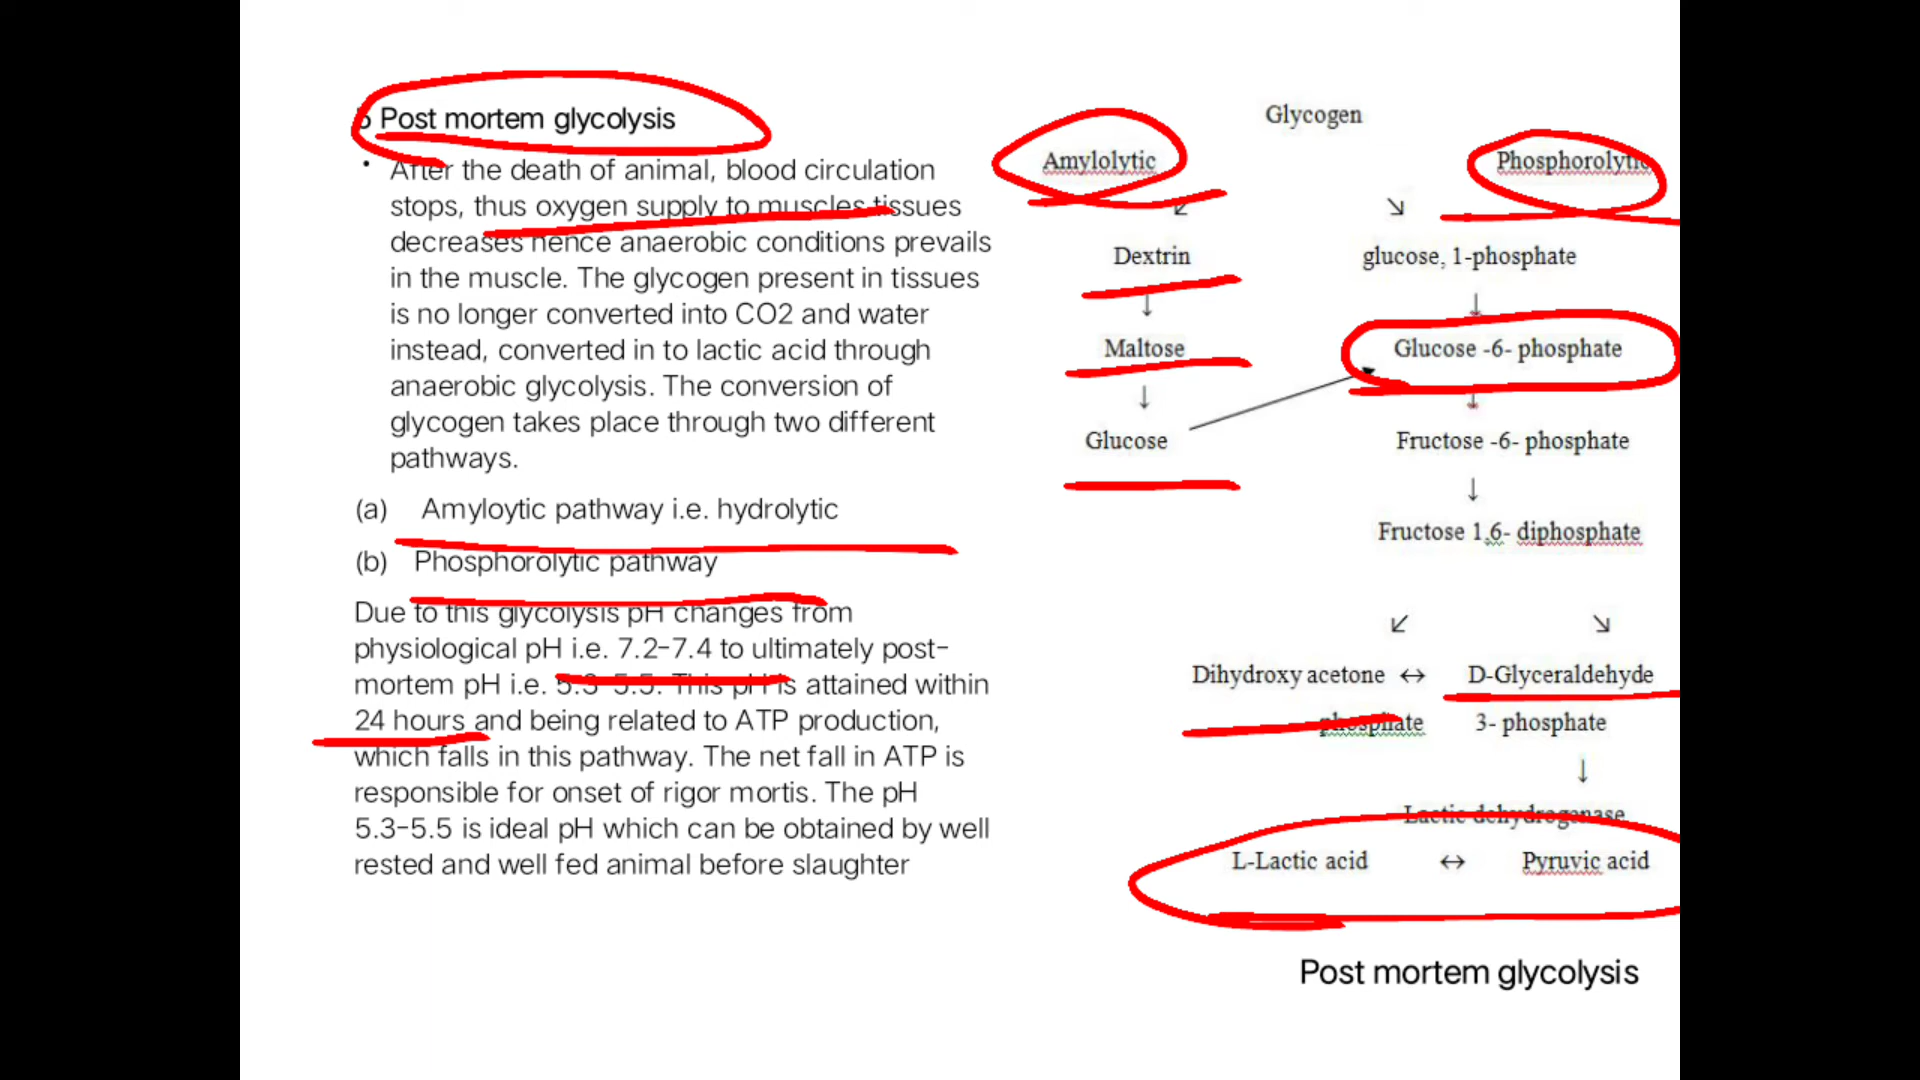 5 Post mortem glycolysis
• After the death of animal, blood circulation
stops, thus oxygen supply to muscles tissues
decreases hence anaerobic conditions prevails
in the muscle. The glycogen present in tissues
is no longer converted into CO2 and water
instead, converted in to lactic acid through
anaerobic glycolysis. The conversion of
glycogen takes place through two different
pathways.
(a) Amyloytic pathway i.e. hydrolytic
(b) Phosphorolytic pathway
Due to this glycolysis pH changes from
physiological pH i.e. 7.2-7.4 to ultimately post-
mortem pH i.e. 5.3-5.5. This pH is attained within
24 hours and being related to ATP production,
which falls in this pathway. The net fall in ATP is
responsible for onset of rigor mortis. The pH
5.3-5.5 is ideal pH which can be obtained by well
rested and well fed animal before slaughter
Glycogen
Amylolytic Phosphorolytic
↙ ↘
Dextrin glucose, 1-phosphate
↓ ↓
Maltose Glucose -6- phosphate
↓ ↓
Glucose Fructose -6- phosphate
↓
Fructose 1,6- diphosphate
↙ ↘
Dihydroxy acetone ↔ D-Glyceraldehyde
phosphate 3- phosphate
↓
Lactic dehydrogenase
L-Lactic acid ↔ Pyruvic acid
Post mortem glycolysis